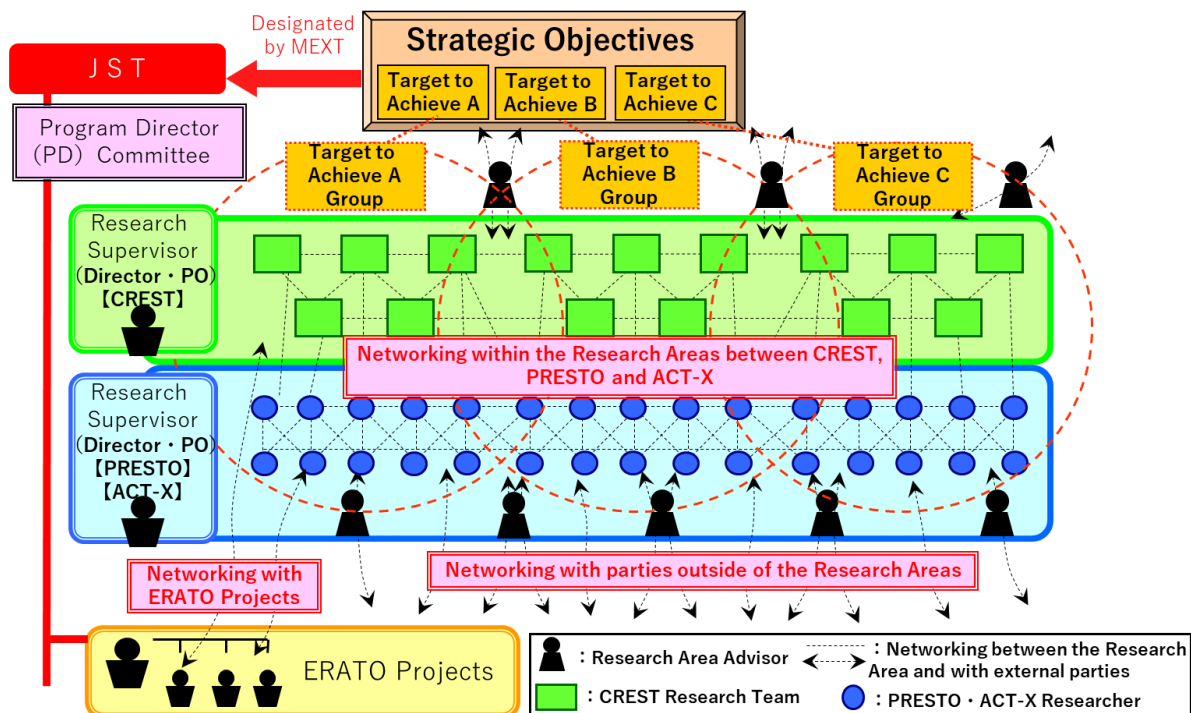 Designated
by MEXT
Strategic Objectives
Target to
Achieve A
Target to
Achieve B
Target to
Achieve C
JST
Program Director
(PD) Committee
Target to
Achieve A
Group
Target to
Achieve B
Group
Target to
Achieve C
Group
Research
Supervisor
(Director・PO)
【CREST】
Networking within the Research Areas between CREST,
PRESTO and ACT-X
Research
Supervisor
(Director・PO)
【PRESTO】
【ACT-X】
Networking with
ERATO Projects
Networking with parties outside of the Research Areas
ERATO Projects
：Research Area Advisor
：Networking between the Research
Area and with external parties
：CREST Research Team
：PRESTO・ACT-X Researcher